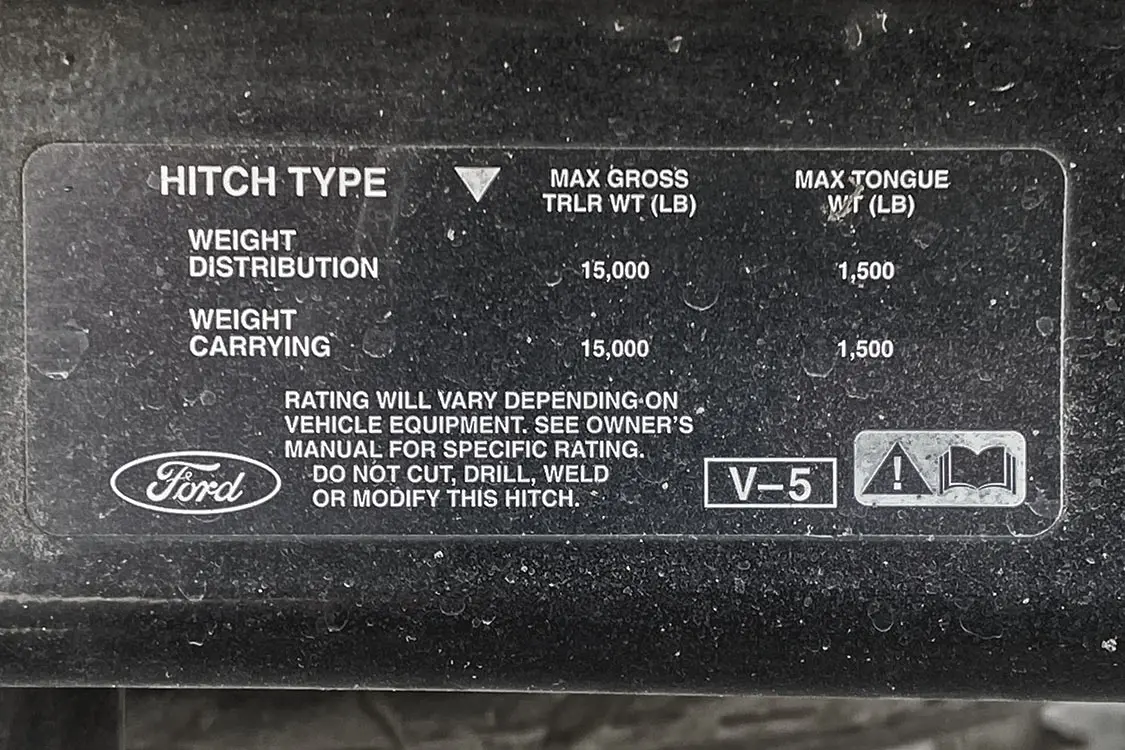 HITCH TYPE MAX GROSS TRLR WT (LB) MAX TONGUE WT (LB)
WEIGHT
DISTRIBUTION 15,000 1,500
WEIGHT
CARRYING 15,000 1,500
RATING WILL VARY DEPENDING ON
VEHICLE EQUIPMENT. SEE OWNER'S
MANUAL FOR SPECIFIC RATING.
DO NOT CUT, DRILL, WELD
OR MODIFY THIS HITCH.
Ford
V-5
!